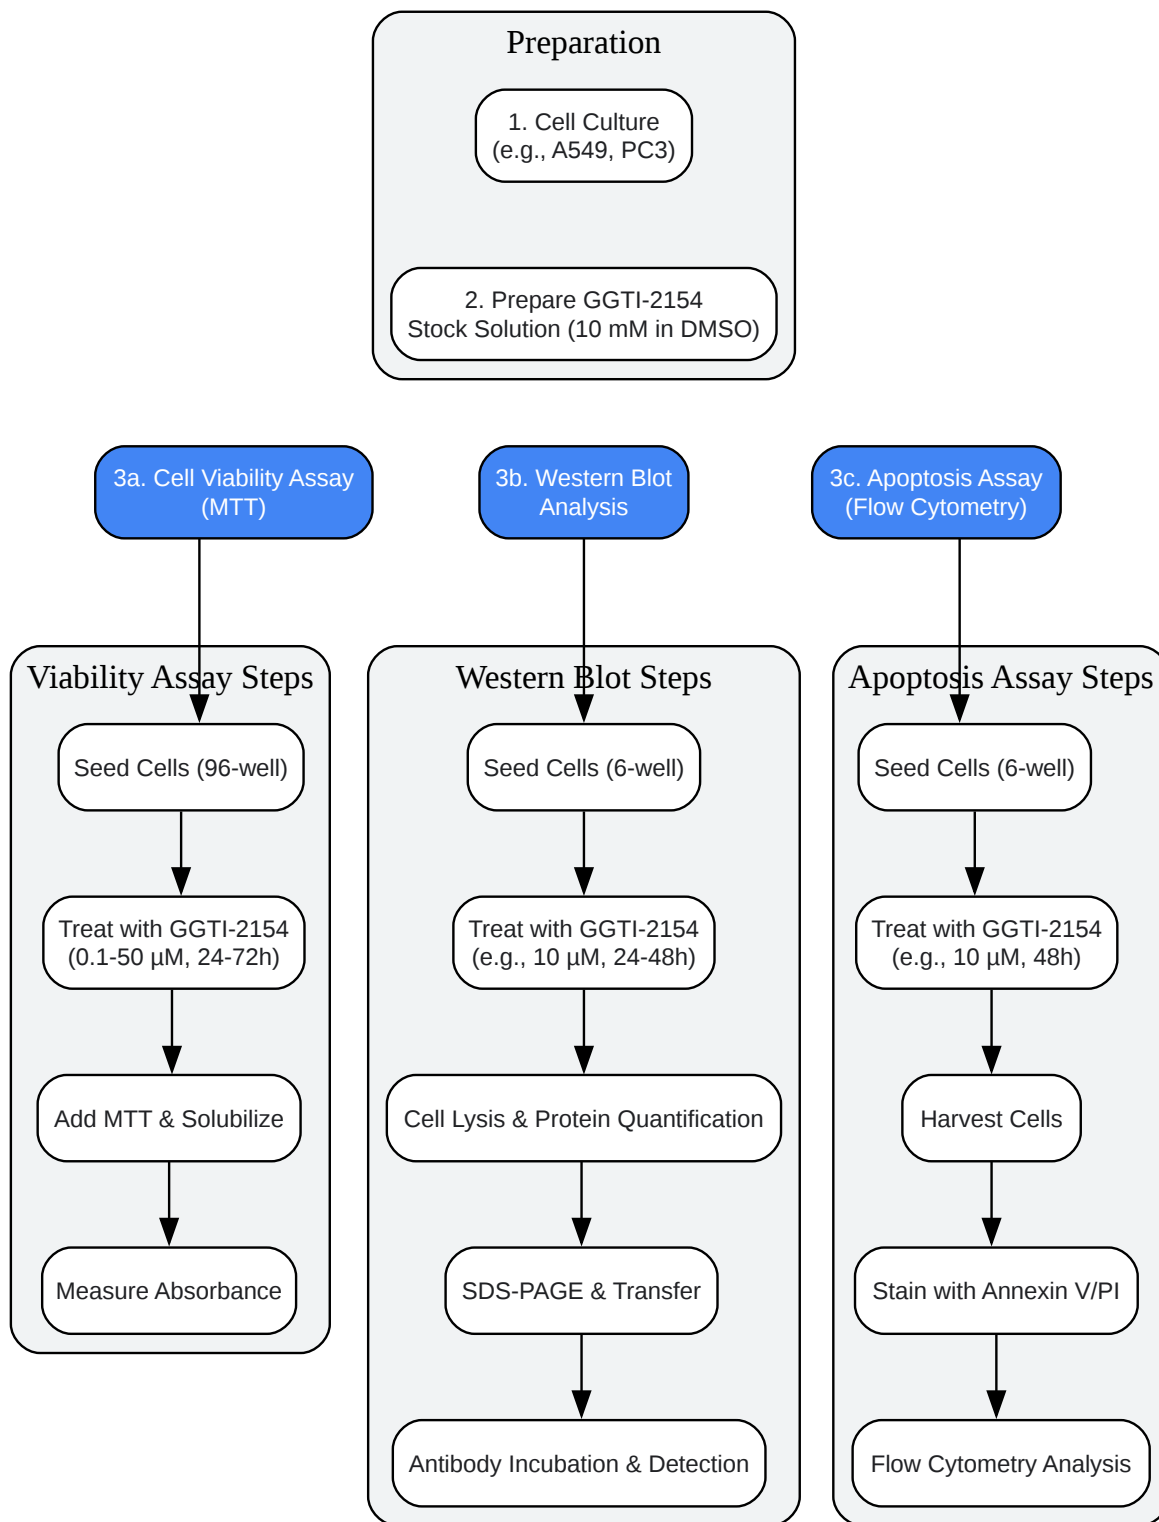 Preparation
1. Cell Culture
(e.g., A549, PC3)
2. Prepare GGTI-2154
Stock Solution (10 mM in DMSO)
3a. Cell Viability Assay
(MTT)
3b. Western Blot
Analysis
3c. Apoptosis Assay
(Flow Cytometry)
Viability Assay Steps
Seed Cells (96-well)
Treat with GGTI-2154
(0.1-50 µM, 24-72h)
Add MTT & Solubilize
Measure Absorbance
Western Blot Steps
Seed Cells (6-well)
Treat with GGTI-2154
(e.g., 10 µM, 24-48h)
Cell Lysis & Protein Quantification
SDS-PAGE & Transfer
Antibody Incubation & Detection
Apoptosis Assay Steps
Seed Cells (6-well)
Treat with GGTI-2154
(e.g., 10 µM, 48h)
Harvest Cells
Stain with Annexin V/PI
Flow Cytometry Analysis